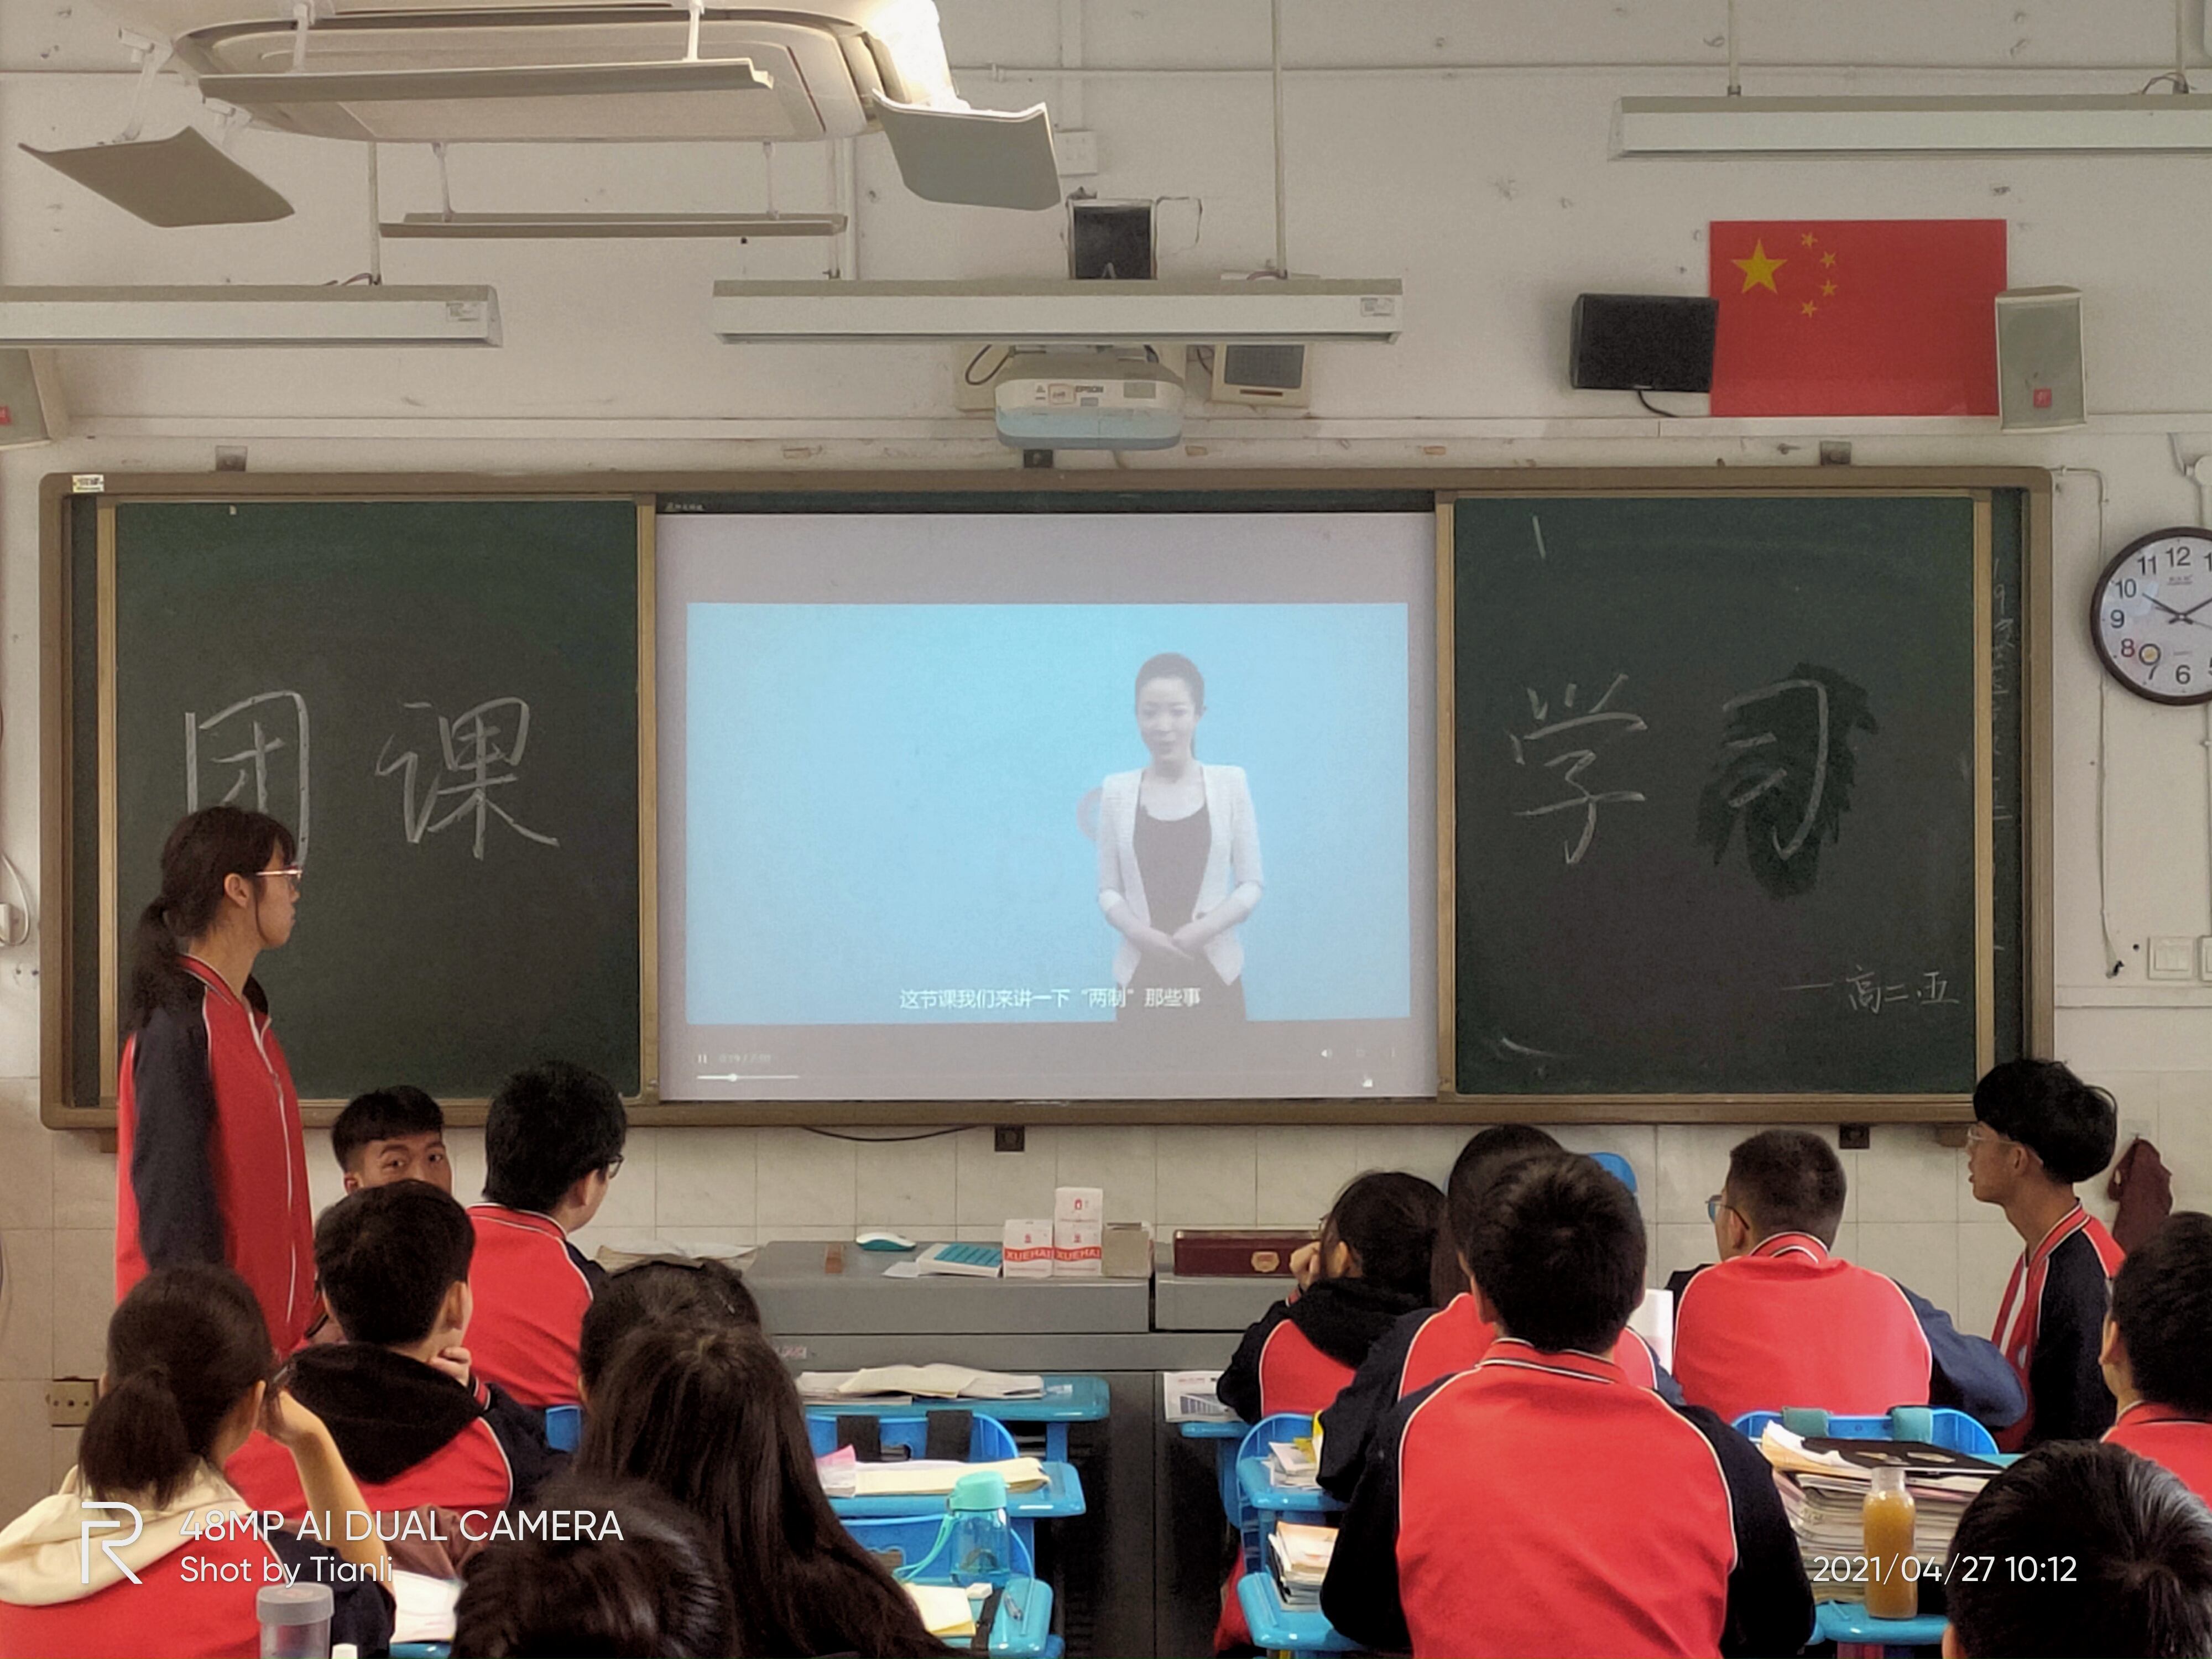 EPSON
团课
学习
一高二.五
11 12 1
10
9
8
7 6 5
这节课我们来讲一下“两制”那些事
XUEHAI XUEHAI
48MP AI DUAL CAMERA
Shot by Tianli
2021/04/27 10:12